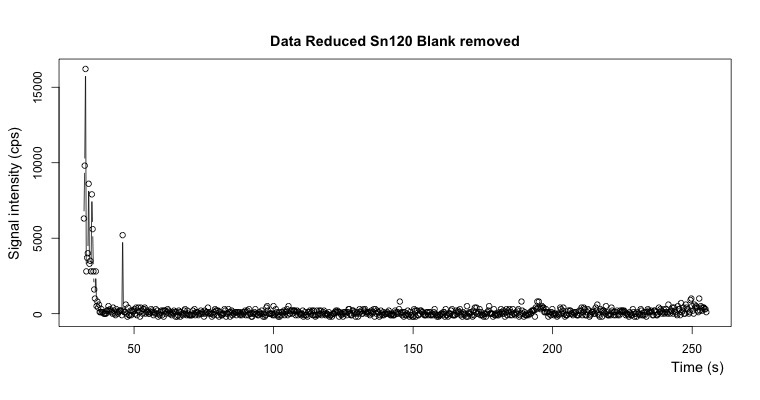 Data Reduced Sn120 Blank removed
Signal intensity (cps)
15000
10000
5000
0
50 100 150 200 250
Time (s)